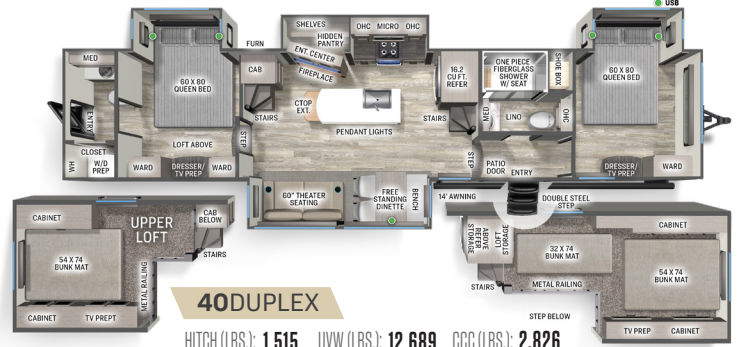 USB
MED
ENTRY
CLOSET
WH
W/D
PREP
60 X 80
QUEEN BED
LOFT ABOVE
WARD
DRESSER/
TV PREP
WARD
STEP
FURN
CAB
STAIRS
SHELVES
HIDDEN
PANTRY
ENT. CENTER
FIREPLACE
OHC
MICRO
OHC
CTOP
EXT.
PENDANT LIGHTS
16.2
CU FT.
REFER
STAIRS
STEP
ONE PIECE
FIBERGLASS
SHOWER
W/ SEAT
SHOE BOX
MED
LINO
OHC
PATIO
DOOR
ENTRY
60 X 80
QUEEN BED
DRESSER/
TV PREP
WARD
60" THEATER
SEATING
FREE
STANDING
DINETTE
BENCH
14' AWNING
DOUBLE STEEL
STEP
CABINET
54 X 74
BUNK MAT
CABINET
TV PREPT
UPPER
LOFT
METAL RAILING
CAB
BELOW
STAIRS
ABOVE
REFER
STORAGE
LOFT
STORAGE
STAIRS
32 X 74
BUNK MAT
METAL RAILING
STEP BELOW
CABINET
54 X 74
BUNK MAT
TV PREP
CABINET
40DUPLEX
HITCH (LBS.): 1,515 UVW (LBS.): 12,689 CCC (LBS.): 2,826